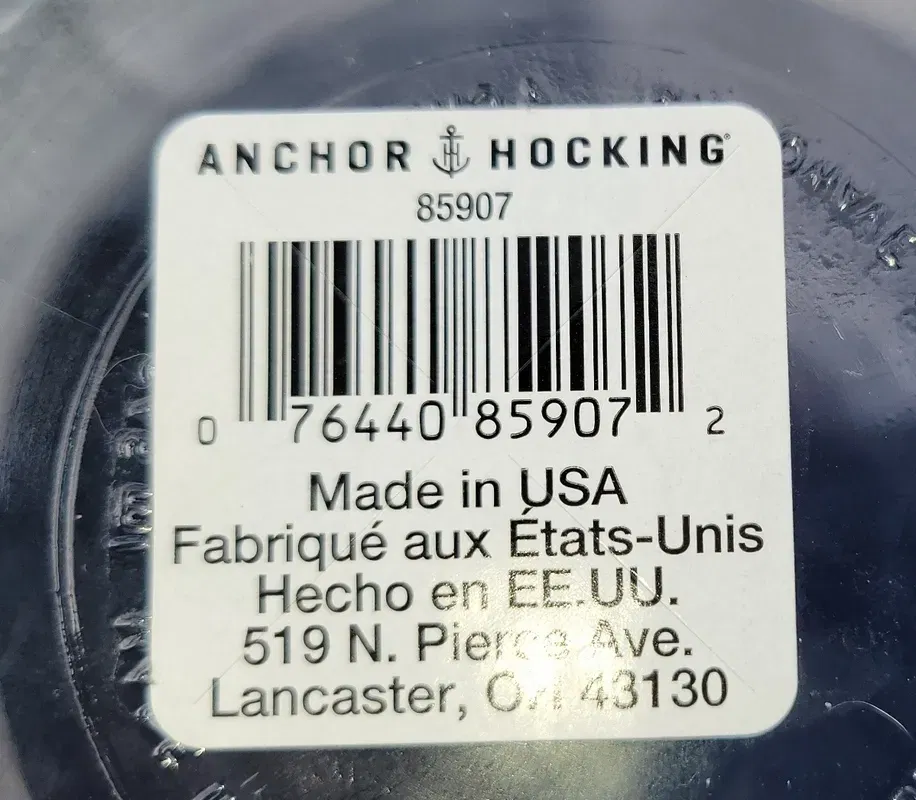 ANCHOR HOCKING®
85907
0 76440 85907 2
Made in USA
Fabriqué aux États-Unis
Hecho en EE.UU.
519 N. Pierce Ave.
Lancaster, OH 43130